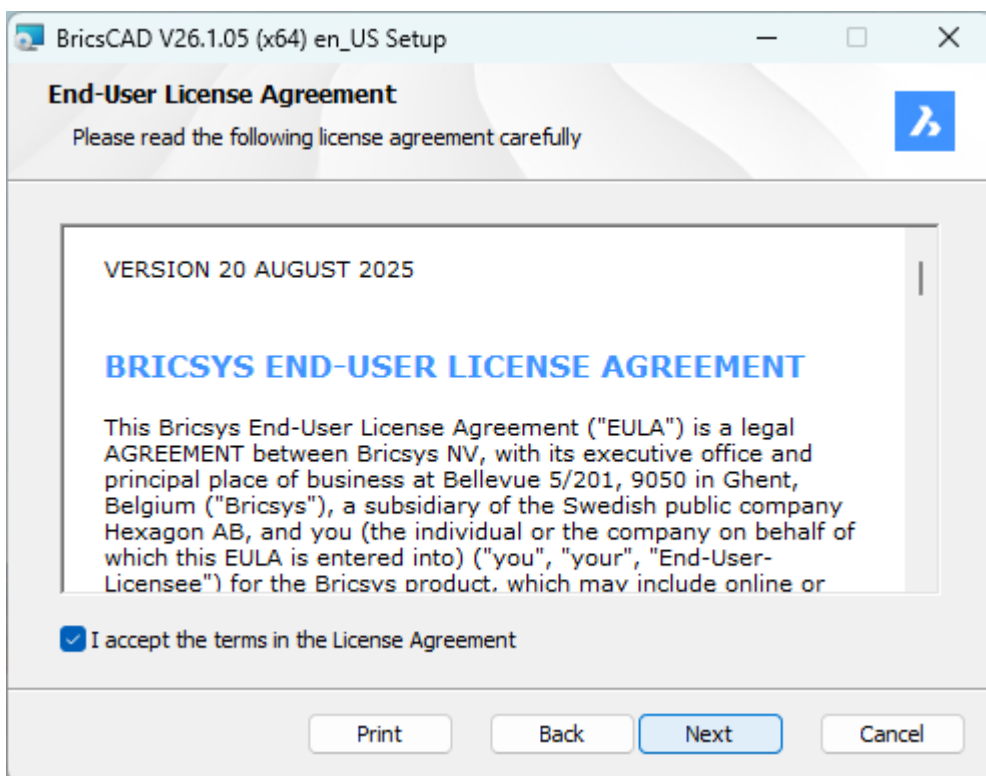 BricsCAD V26.1.05 (x64) en_US Setup
End-User License Agreement
Please read the following license agreement carefully
VERSION 20 AUGUST 2025
BRICSYS END-USER LICENSE AGREEMENT
This Bricsys End-User License Agreement ("EULA") is a legal
AGREEMENT between Bricsys NV, with its executive office and
principal place of business at Bellevue 5/201, 9050 in Ghent,
Belgium ("Bricsys"), a subsidiary of the Swedish public company
Hexagon AB, and you (the individual or the company on behalf of
which this EULA is entered into) ("you", "your", "End-User-
Licensee") for the Bricsys product, which may include online or
I accept the terms in the License Agreement
Print Back Next Cancel